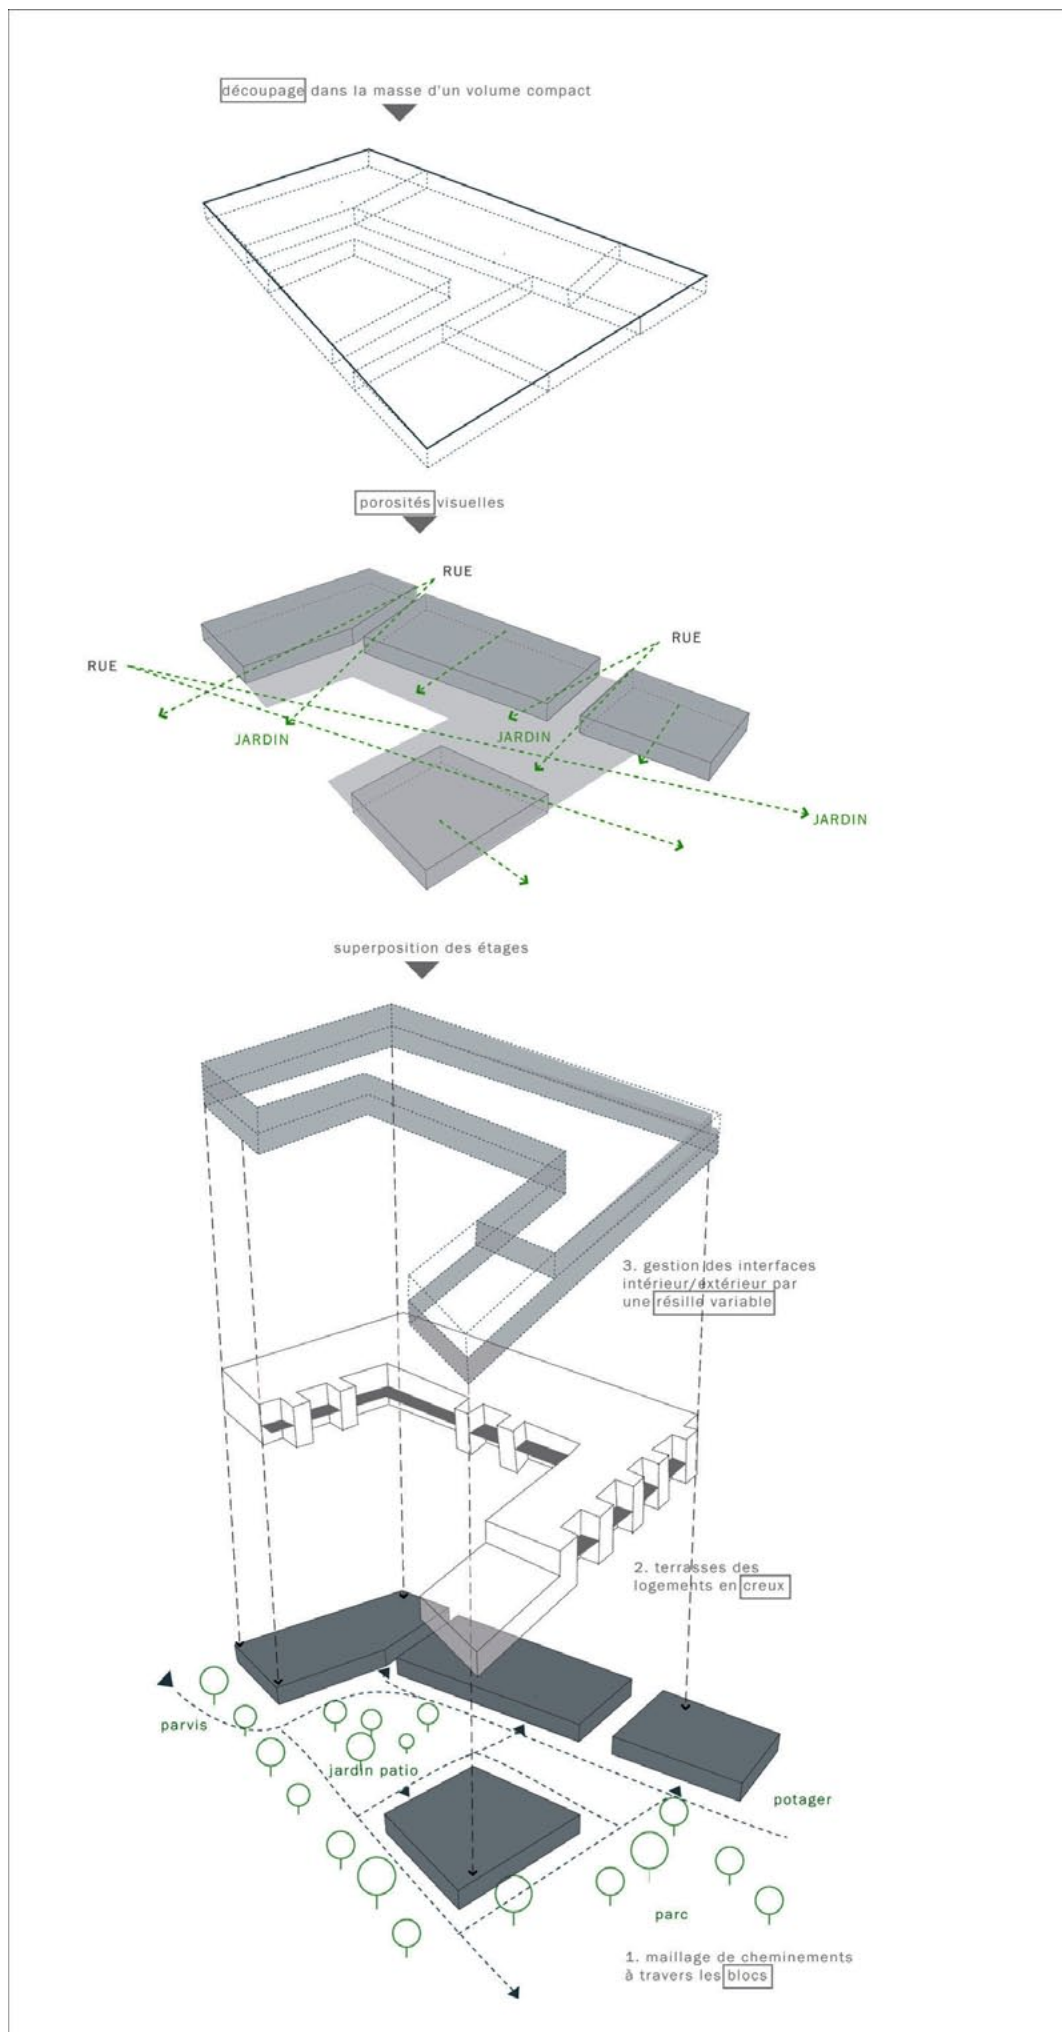 découpage dans la masse d'un volume compact
porosités visuelles
RUE
RUE
RUE
JARDIN
JARDIN
JARDIN
superposition des étages
3. gestion des interfaces
intérieur/extérieur par
une résille variable
2. terrasses des
logements en creux
parvis
jardin patio
potager
parc
1. maillage de cheminements
à travers les blocs